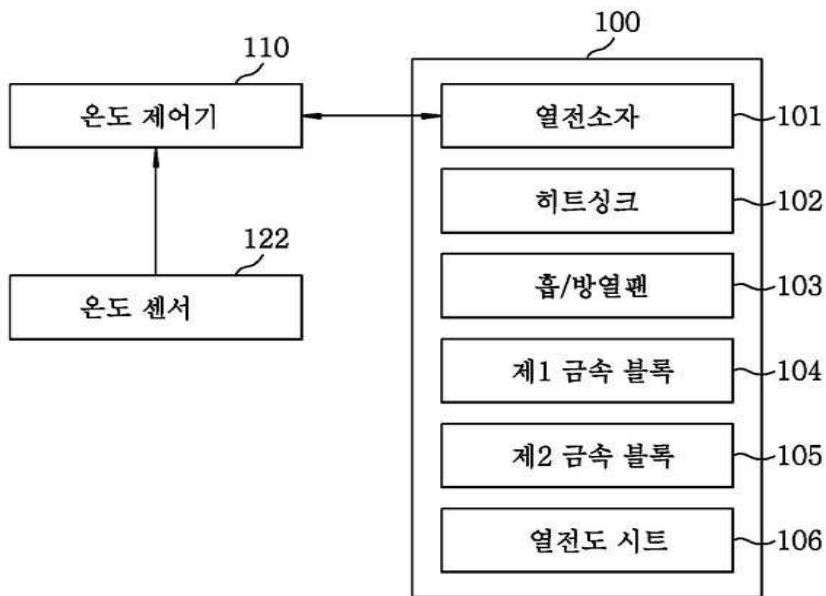 100
110
온도 제어기
열전소자
101
히트싱크
102
122
온도 센서
흡/방열팬
103
제1 금속 블록
104
제2 금속 블록
105
열전도 시트
106